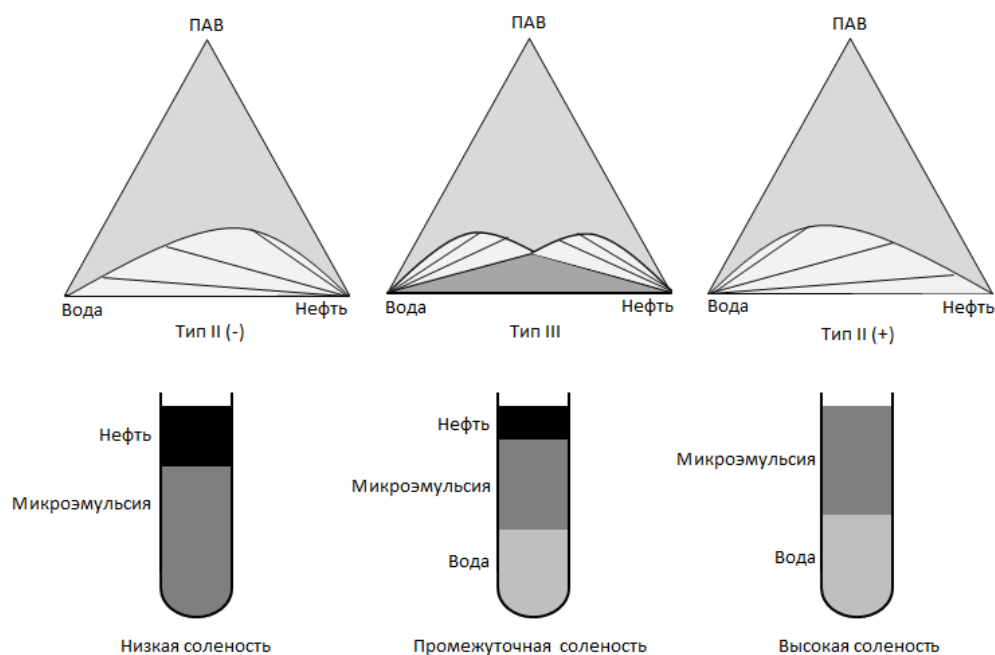 ПАВ
ПАВ
ПАВ
Вода
Нефть
Вода
Нефть
Вода
Нефть
Тип II (-)
Тип III
Тип II (+)
Нефть
Микроэмульсия
Нефть
Микроэмульсия
Вода
Микроэмульсия
Вода
Низкая соленость
Промежуточная соленость
Высокая соленость